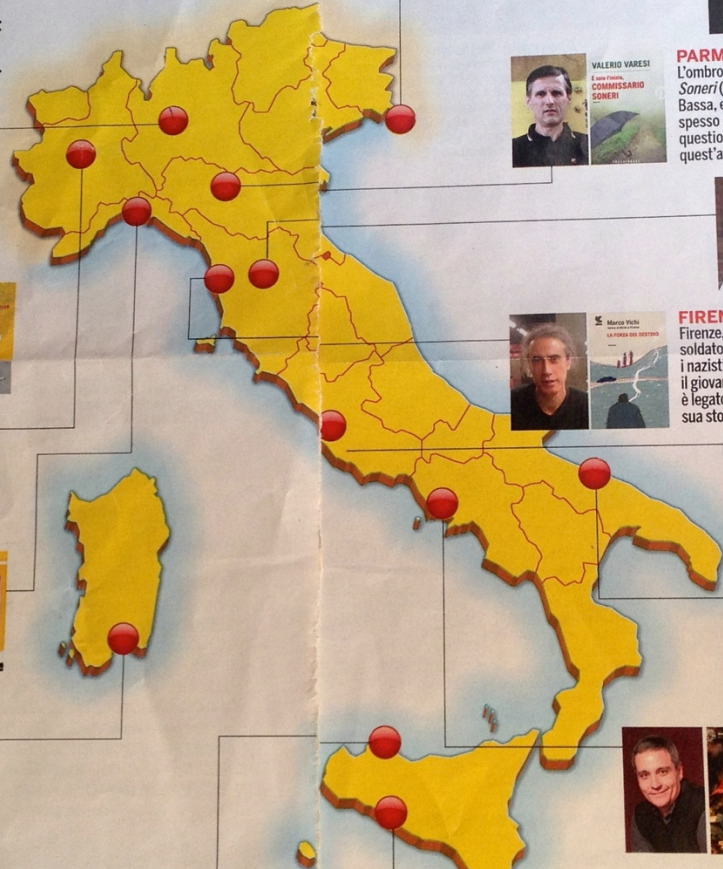 VALERIO VARESI
È solo l'inizio,
COMMISSARIO
SONERI
PARM
L'ombro
Soneri (
Bassa,
spesso
questio
quest'a
Marco Vichi
LA FORZA DEL DESTINO
FIREN
Firenze,
soldato
i nazist
il giova
è legato
sua sto